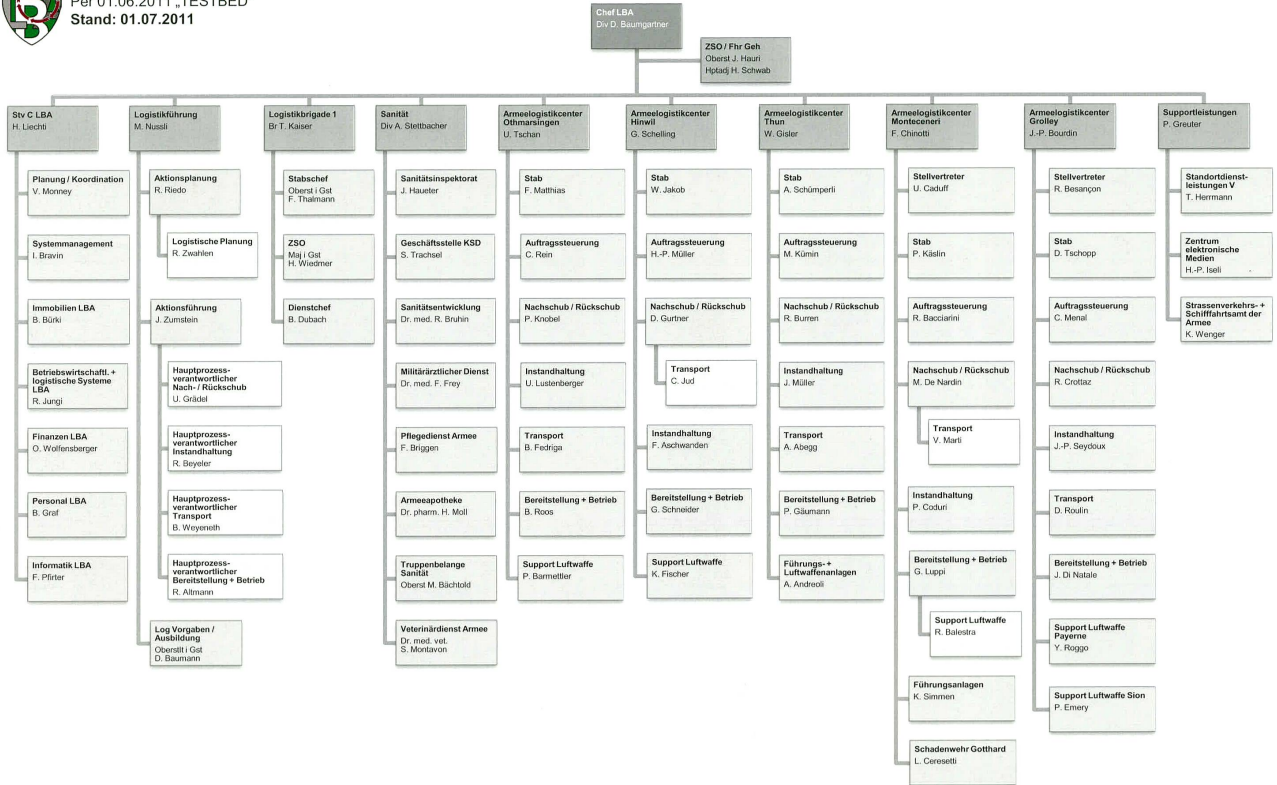 Per 01.06.2011 „TESTBED"
Stand: 01.07.2011
Chef LBA
Div D. Baumgartner
ZSO / Fhr Geh
Oberst J. Hauri
Hptadj H. Schwab
Stv C LBA
H. Liechti
Planung / Koordination
V. Monney
Systemmanagement
I. Bravin
Immobilien LBA
B. Bürki
Betriebswirtschaftl. +
logistische Systeme
LBA
R. Jungi
Finanzen LBA
O. Wolfensberger
Personal LBA
B. Graf
Informatik LBA
F. Pfirter
Logistikführung
M. Nussli
Aktionsplanung
R. Riedo
Logistische Planung
R. Zwahlen
Aktionsführung
J. Zumstein
Hauptprozess-
verantwortlicher
Nach- / Rückschub
U. Grädel
Hauptprozess-
verantwortlicher
Instandhaltung
R. Beyeler
Hauptprozess-
verantwortlicher
Transport
B. Weyeneth
Hauptprozess-
verantwortlicher
Bereitstellung + Betrieb
R. Altmann
Log Vorgaben /
Ausbildung
Oberstlt i Gst
D. Baumann
Logistikbrigade 1
Br T. Kaiser
Stabschef
Oberst i Gst
F. Thalmann
ZSO
Maj i Gst
H. Wiedmer
Dienstchef
B. Dubach
Sanität
Div A. Stettbacher
Sanitätsinspektorat
J. Haueter
Geschäftsstelle KSD
S. Trachsel
Sanitätsentwicklung
Dr. med. R. Bruhin
Militärärztlicher Dienst
Dr. med. F. Frey
Pflegedienst Armee
F. Briggen
Armeeapotheke
Dr. pharm. H. Moll
Truppenbelange
Sanität
Oberst M. Bächtold
Veterinärdienst Armee
Dr. med. vet.
S. Montavon
Armeelogistikcenter
Othmarsingen
U. Tschan
Stab
F. Matthias
Auftragssteuerung
C. Rein
Nachschub / Rückschub
P. Knobel
Instandhaltung
U. Lustenberger
Transport
B. Fedriga
Bereitstellung + Betrieb
B. Roos
Support Luftwaffe
P. Barmettler
Armeelogistikcenter
Hinwil
G. Schelling
Stab
W. Jakob
Auftragssteuerung
H.-P. Müller
Nachschub / Rückschub
D. Gurtner
Transport
C. Jud
Instandhaltung
F. Aschwanden
Bereitstellung + Betrieb
G. Schneider
Support Luftwaffe
K. Fischer
Armeelogistikcenter
Thun
W. Gisler
Stab
A. Schümperli
Auftragssteuerung
M. Kümin
Nachschub / Rückschub
R. Burren
Instandhaltung
J. Müller
Transport
A. Abegg
Bereitstellung + Betrieb
P. Gäumann
Führungs- +
Luftwaffenanlagen
A. Andreoli
Armeelogistikcenter
Monteceneri
F. Chinotti
Stellvertreter
U. Caduff
Stab
P. Käslin
Auftragssteuerung
R. Bacciarini
Nachschub / Rückschub
M. De Nardin
Transport
V. Marti
Instandhaltung
P. Coduri
Bereitstellung + Betrieb
G. Luppi
Support Luftwaffe
R. Balestra
Führungsanlagen
K. Simmen
Schadenwehr Gotthard
L. Ceresetti
Armeelogistikcenter
Grolley
J.-P. Bourdin
Stellvertreter
R. Besançon
Stab
D. Tschopp
Auftragssteuerung
C. Menal
Nachschub / Rückschub
R. Crottaz
Instandhaltung
J.-P. Seydoux
Transport
D. Roulin
Bereitstellung + Betrieb
J. Di Natale
Support Luftwaffe
Payerne
Y. Roggo
Support Luftwaffe Sion
P. Emery
Supportleistungen
P. Greuter
Standortdienst-
leistungen V
T. Herrmann
Zentrum
elektronische
Medien
H.-P. Iseli
Strassenverkehrs- +
Schifffahrtsamt der
Armee
K. Wenger